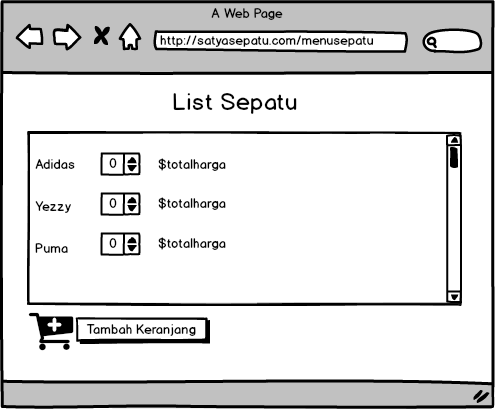 A Web Page
http://satyasepatu.com/menusepatu
List Sepatu
Adidas 0 $totalharga
Yezzy 0 $totalharga
Puma 0 $totalharga
Tambah Keranjang